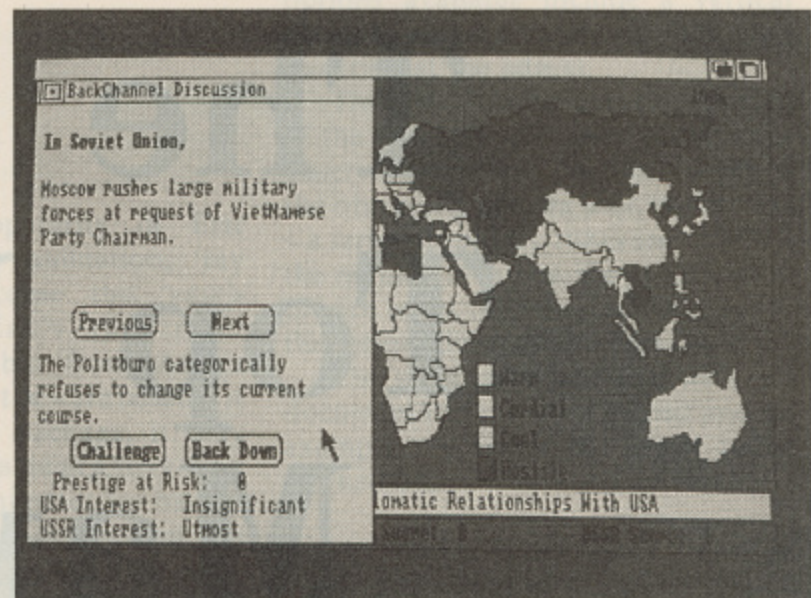 BackChannel Discussion
In Soviet Union,
Moscow rushes large military
forces at request of VietNamese
Party Chairman.
Previous
Next
The Politburo categorically
refuses to change its current
course.
Challenge
Back Down
Prestige at Risk: 0
USA Interest: Insignificant
USSR Interest: Utmost
Warm
Cordial
Cool
Hostile
lomatic Relationships With USA